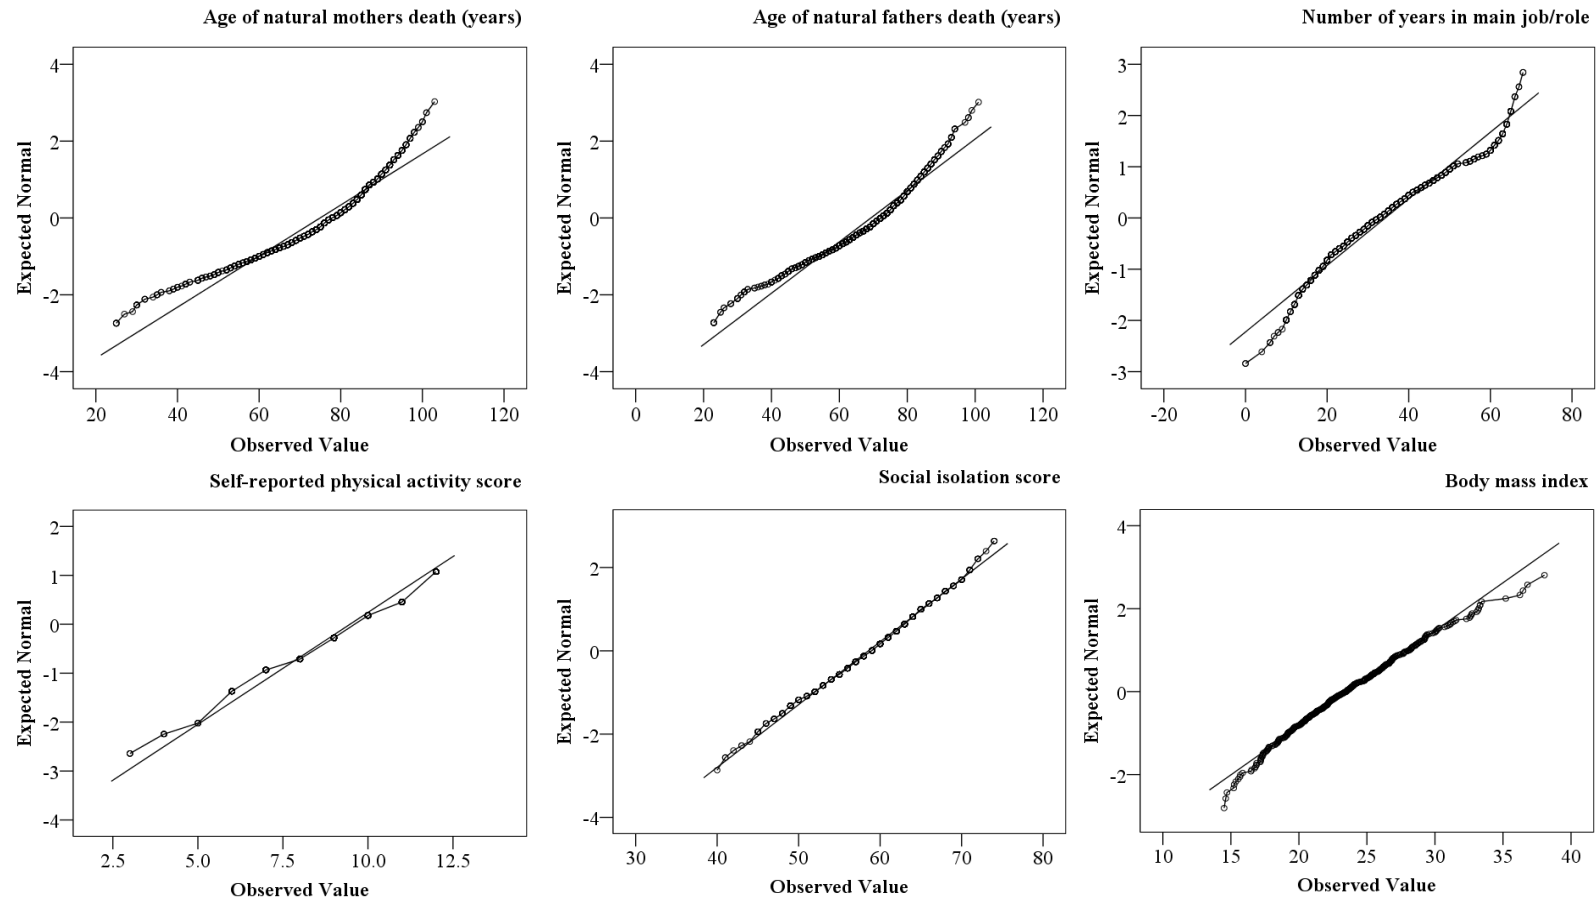 Age of natural mothers death (years)
Expected Normal
4
2
0
-2
-4
20 40 60 80 100 120
Observed Value
Age of natural fathers death (years)
Expected Normal
4
2
0
-2
-4
0 20 40 60 80 100 120
Observed Value
Number of years in main job/role
Expected Normal
3
2
1
0
-1
-2
-3
-20 0 20 40 60 80
Observed Value
Self-reported physical activity score
Expected Normal
2
1
0
-1
-2
-3
-4
2.5 5.0 7.5 10.0 12.5
Observed Value
Social isolation score
Expected Normal
2
0
-2
-4
30 40 50 60 70 80
Observed Value
Body mass index
Expected Normal
4
2
0
-2
10 15 20 25 30 35 40
Observed Value